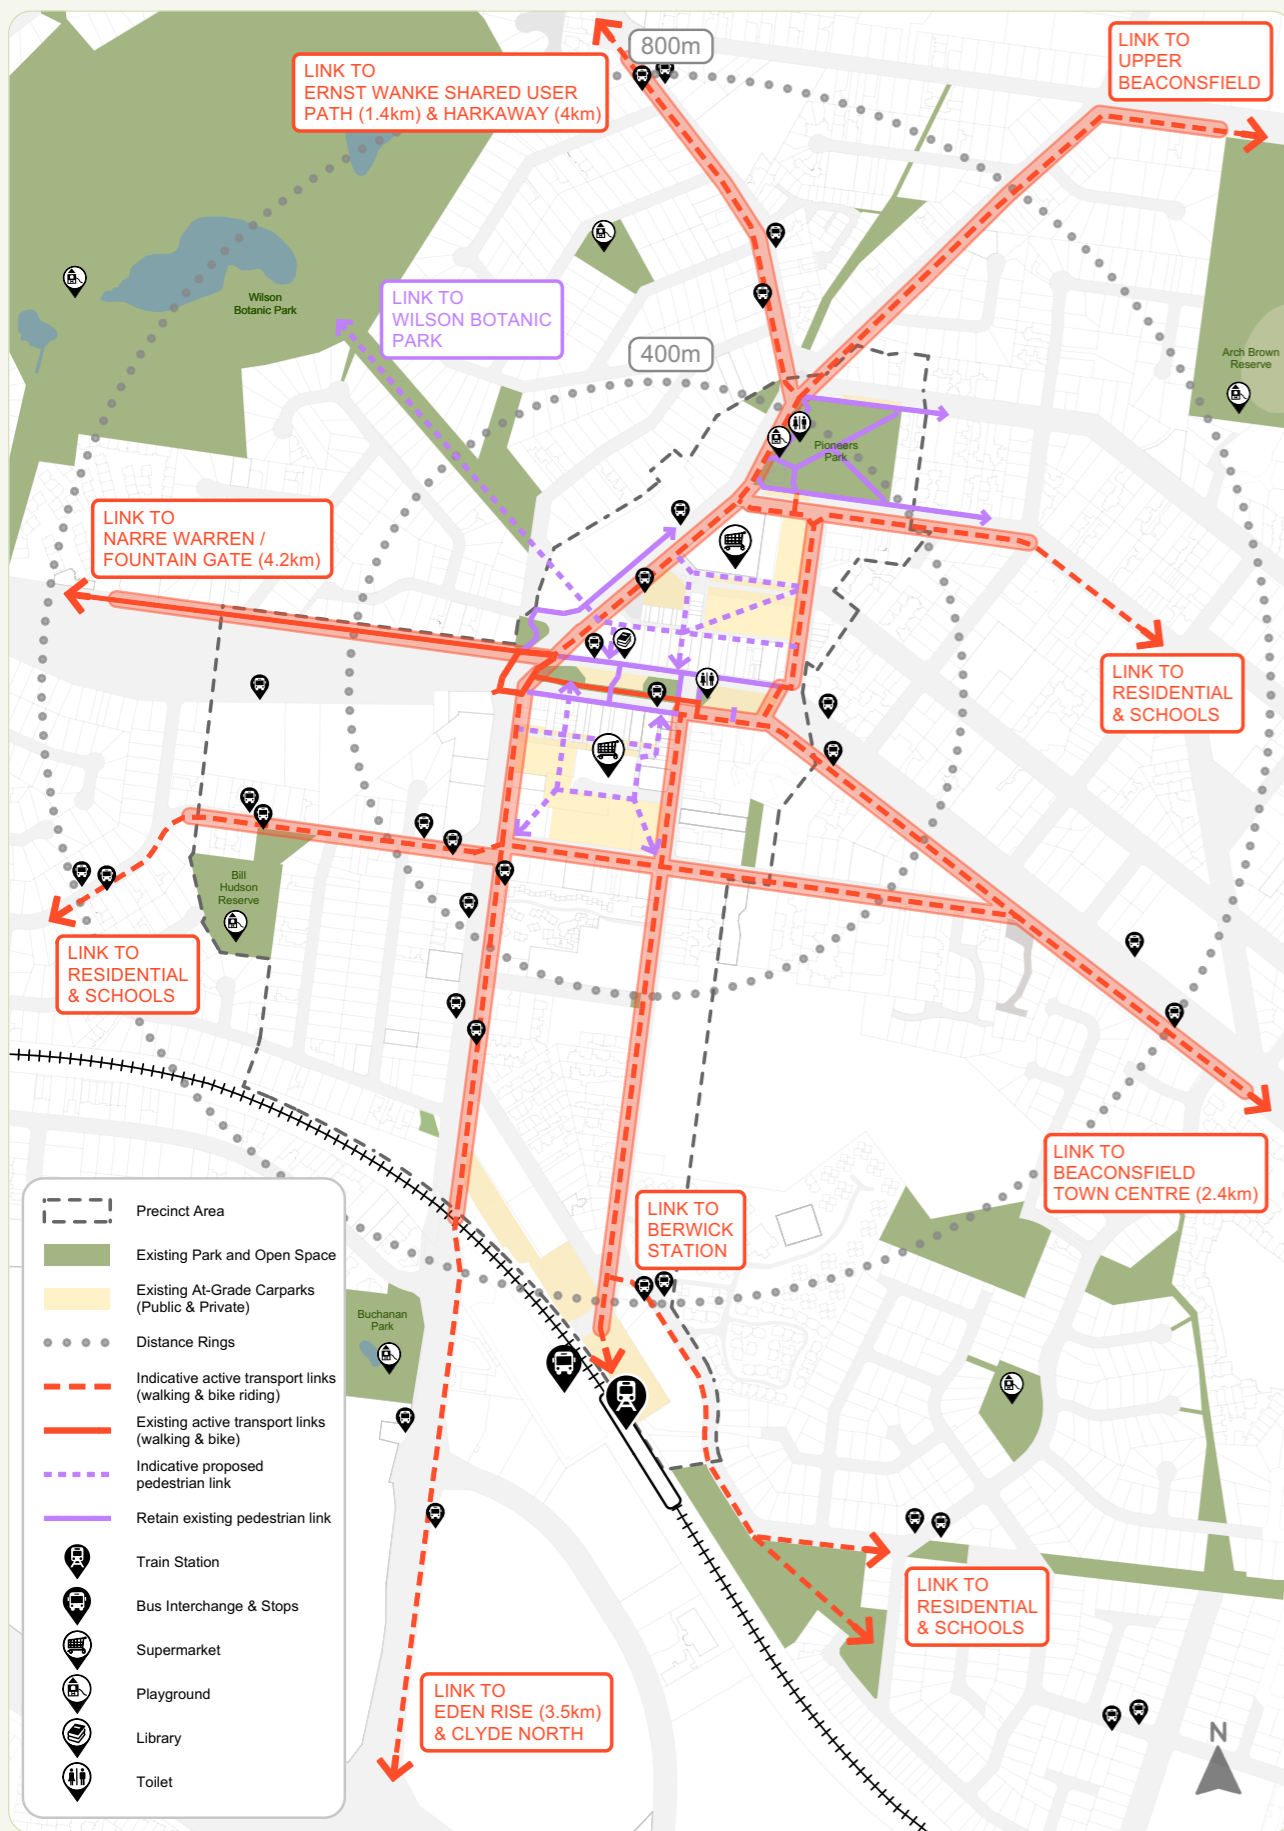 800m
LINK TO
UPPER
BEACONSFIELD
LINK TO
ERNST WANKE SHARED USER
PATH (1.4km) & HARKAWAY (4km)
Wilson
Botanic Park
LINK TO
WILSON BOTANIC
PARK
400m
Arch Brown
Reserve
Pioneers
Park
LINK TO
NARRE WARREN /
FOUNTAIN GATE (4.2km)
LINK TO
RESIDENTIAL
& SCHOOLS
Bill
Hudson
Reserve
LINK TO
RESIDENTIAL
& SCHOOLS
LINK TO
BEACONSFIELD
TOWN CENTRE (2.4km)
LINK TO
BERWICK
STATION
Buchanan
Park
LINK TO
RESIDENTIAL
& SCHOOLS
LINK TO
EDEN RISE (3.5km)
& CLYDE NORTH
Precinct Area
Existing Park and Open Space
Existing At-Grade Carparks
(Public & Private)
Distance Rings
Indicative active transport links
(walking & bike riding)
Existing active transport links
(walking & bike)
Indicative proposed
pedestrian link
Retain existing pedestrian link
Train Station
Bus Interchange & Stops
Supermarket
Playground
Library
Toilet
N